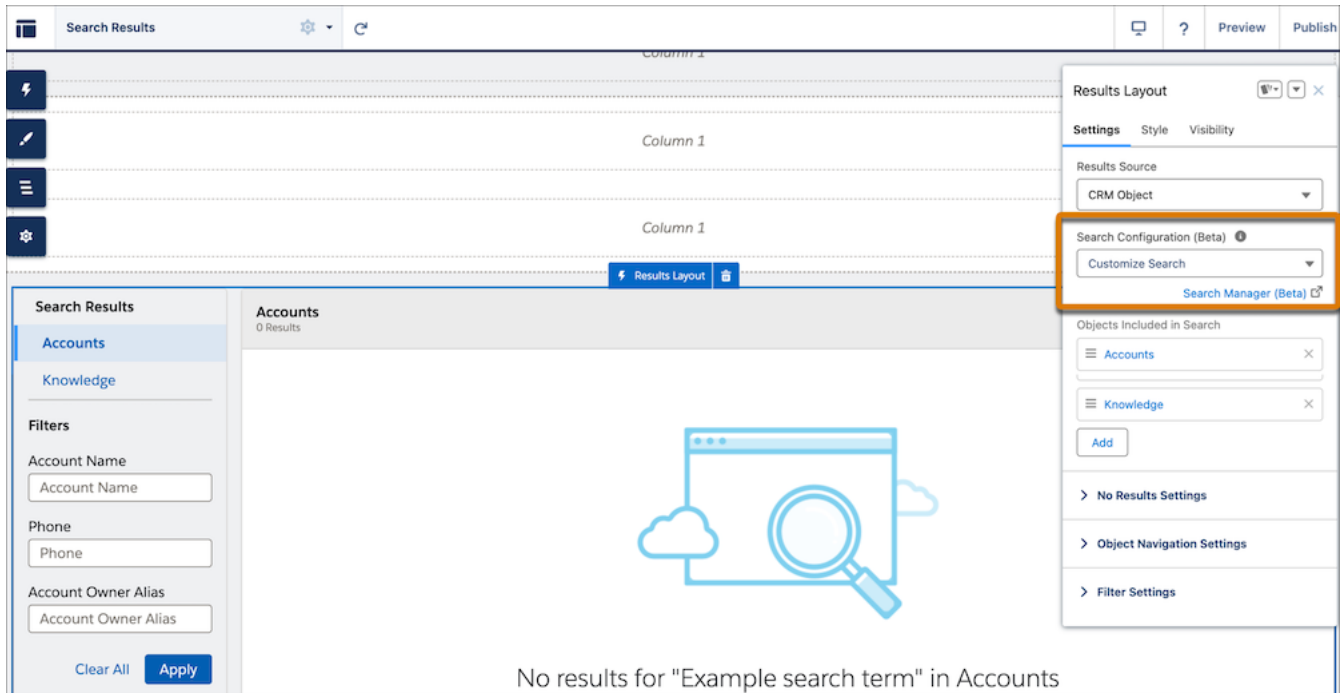 Search Results
?
Preview
Publish
Column 1
Column 1
Column 1
Results Layout
Search Results
Accounts
Knowledge
Filters
Account Name
Account Name
Phone
Phone
Account Owner Alias
Account Owner Alias
Clear All
Apply
Accounts
0 Results
No results for "Example search term" in Accounts
Results Layout
Settings Style Visibility
Results Source
CRM Object
Search Configuration (Beta)
Customize Search
Search Manager (Beta)
Objects Included in Search
Accounts
Knowledge
Add
No Results Settings
Object Navigation Settings
Filter Settings